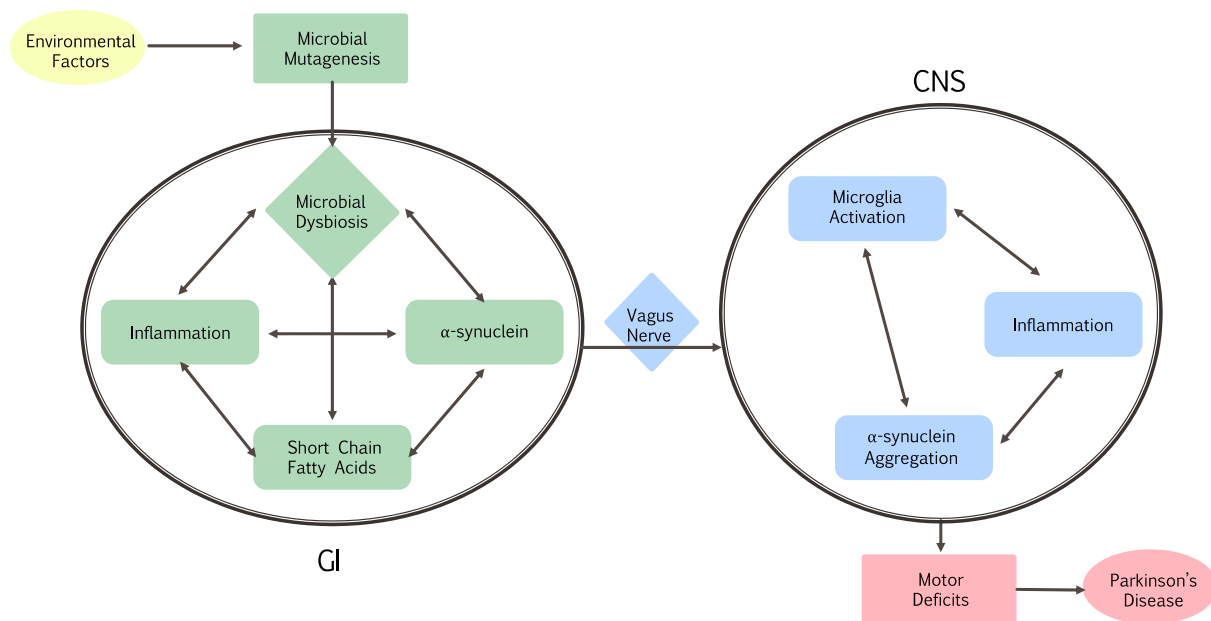 Environmental
Factors
Microbial
Mutagenesis
CNS
Microbial
Dysbiosis
Inflammation
α-synuclein
Short Chain
Fatty Acids
GI
Vagus
Nerve
Microglia
Activation
Inflammation
α-synuclein
Aggregation
Motor
Deficits
Parkinson's
Disease